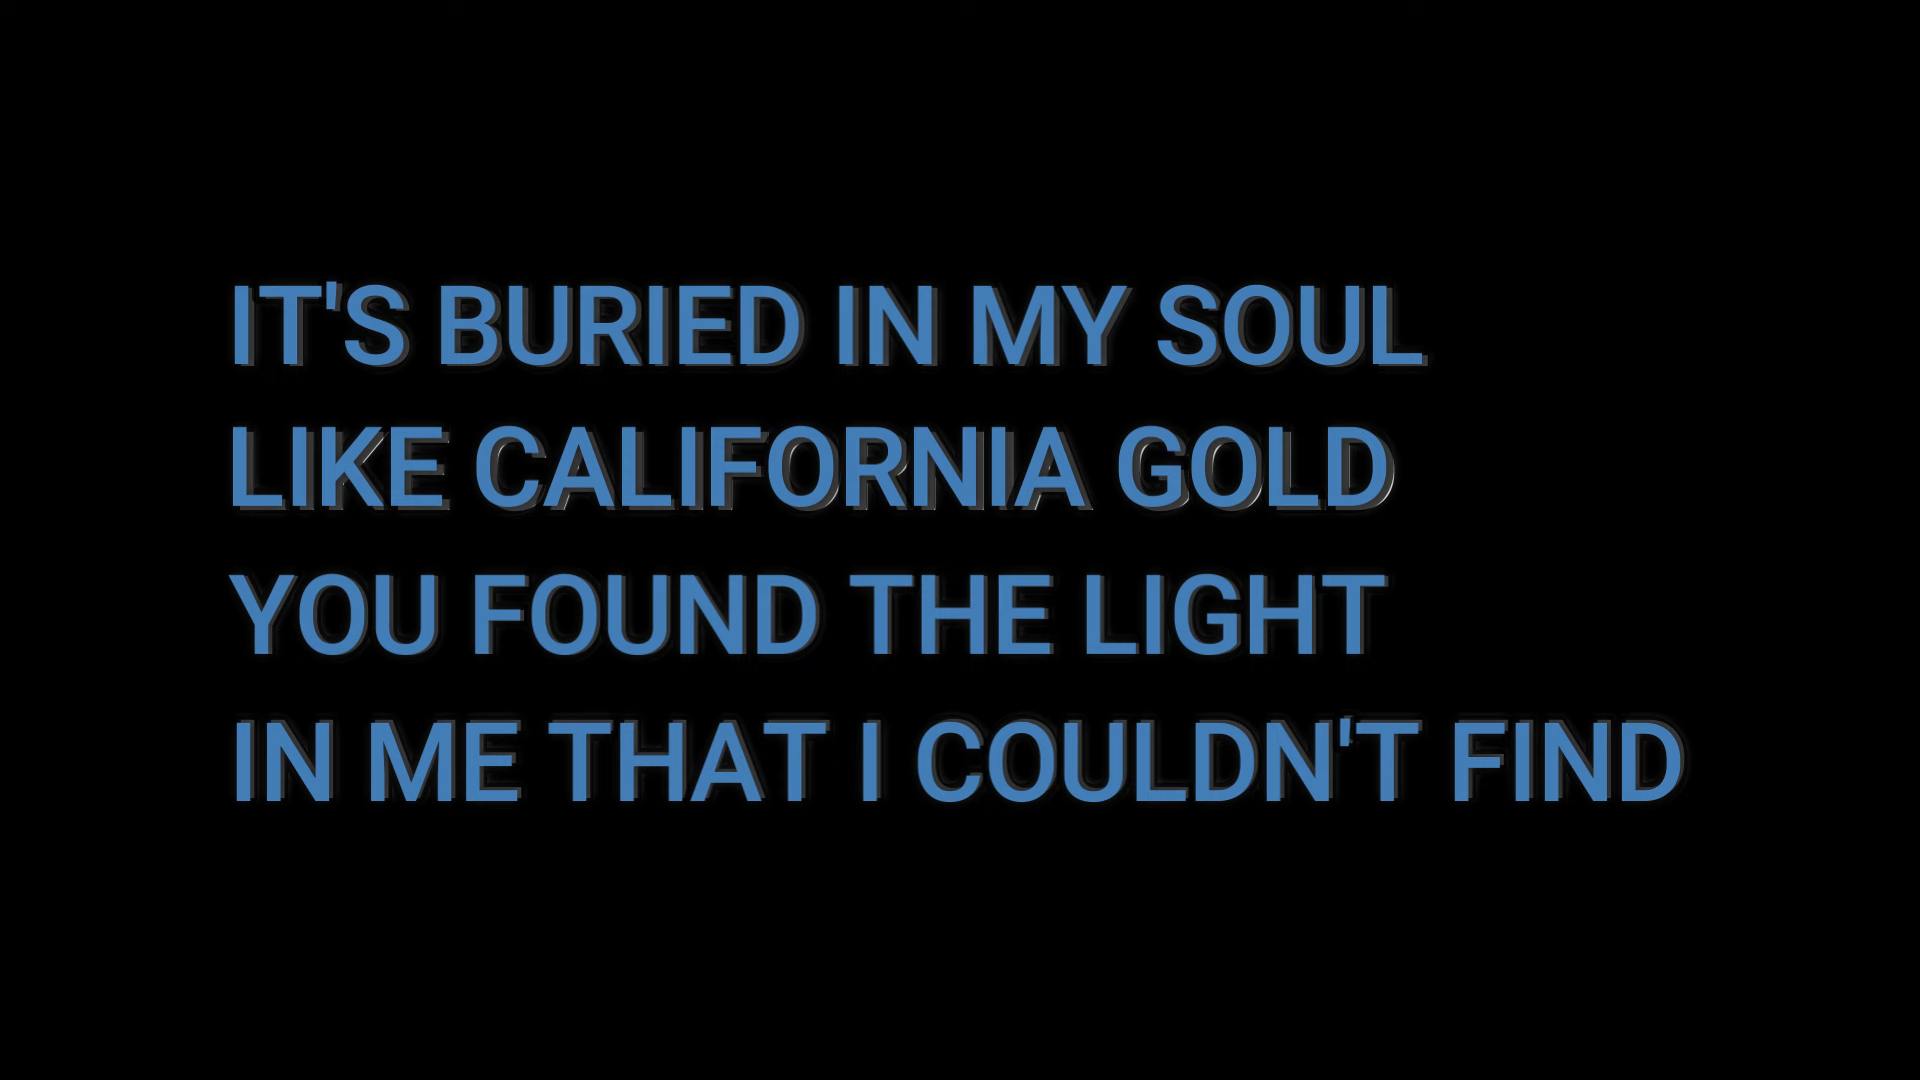 IT'S BURIED IN MY SOUL
LIKE CALIFORNIA GOLD
YOU FOUND THE LIGHT
IN ME THAT I COULDN'T FIND